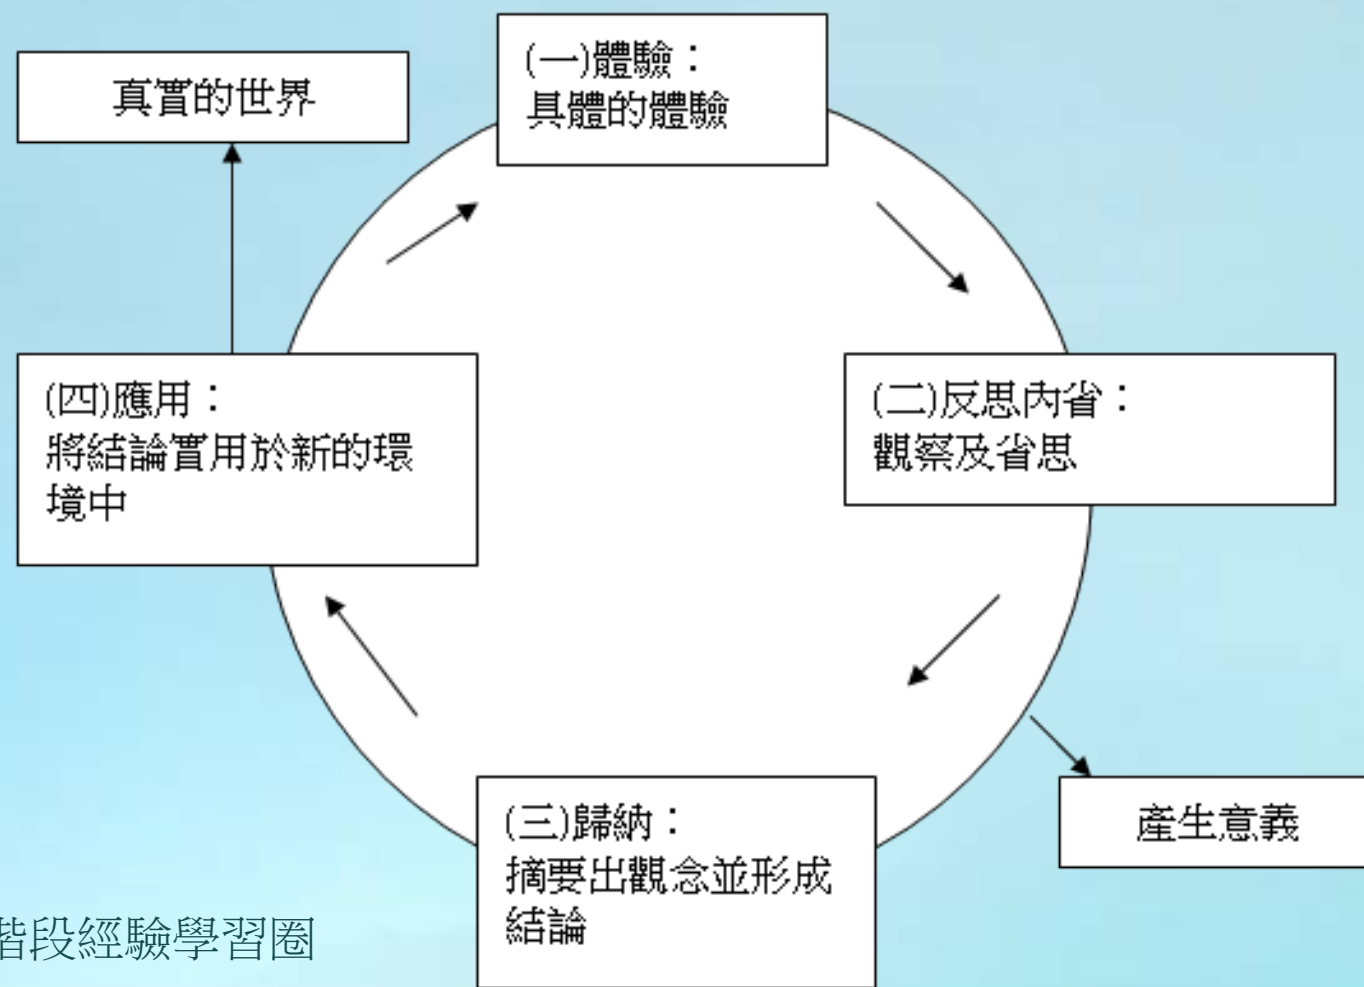 (一)體驗：
具體的體驗
真實的世界
(二)反思內省：
觀察及省思
(四)應用：
將結論實用於新的環
境中
產生意義
(三)歸納：
摘要出觀念並形成
結論
階段經驗學習圈